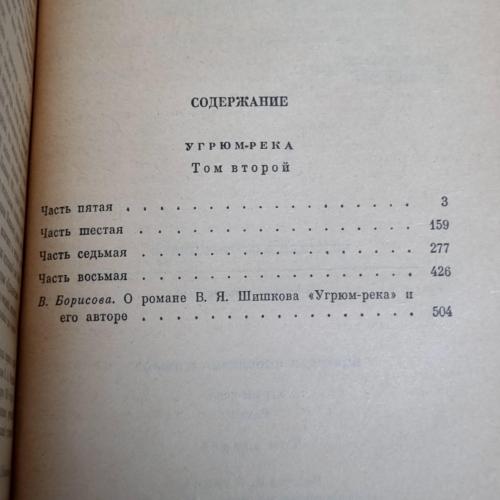 СОДЕРЖАНИЕ
УГРЮМ-РЕКА
Том второй
Часть пятая . . . . . . . . . . . . . . 3
Часть шестая . . . . . . . . . . . . . . 159
Часть седьмая . . . . . . . . . . . . . . 277
Часть восьмая . . . . . . . . . . . . . . 426
В. Борисова. О романе В. Я. Шишкова «Угрюм-река» и
его авторе . . . . . . . . . . . . . . 504